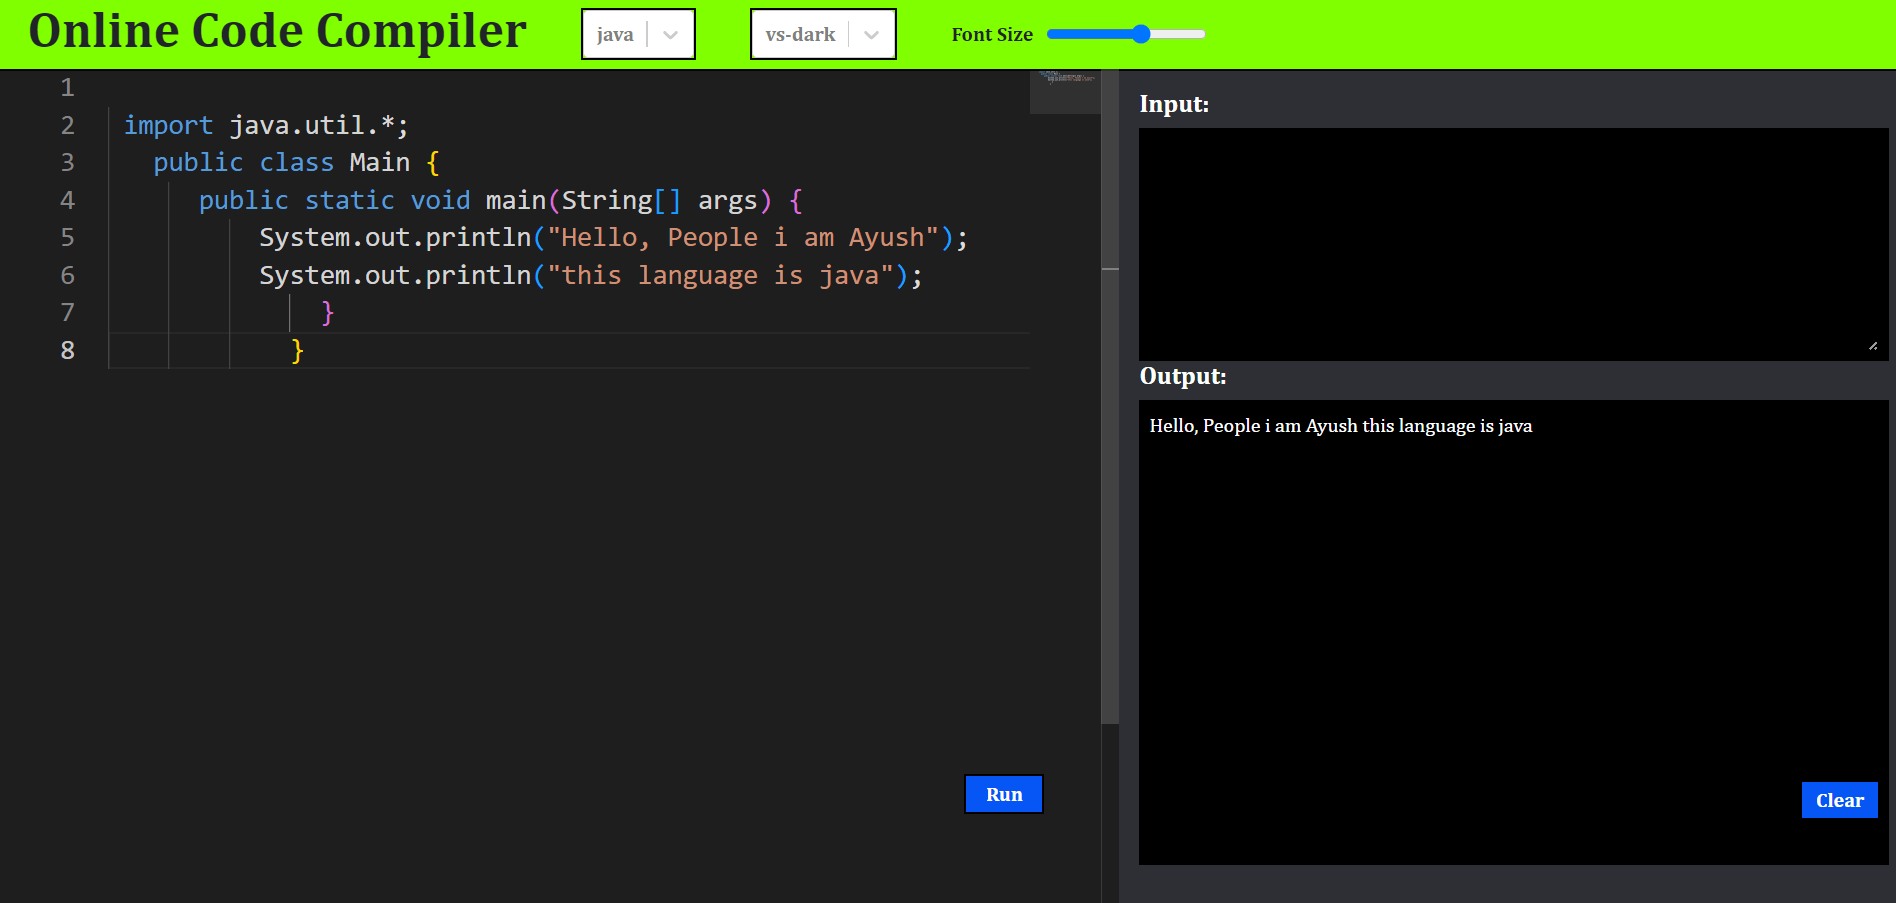 Online Code Compiler
java
vs-dark
Font Size
1
2 import java.util.*;
3 public class Main {
4 public static void main(String[] args) {
5 System.out.println("Hello, People i am Ayush");
6 System.out.println("this language is java");
7 }
8 }
Run
Input:
Output:
Hello, People i am Ayush this language is java
Clear